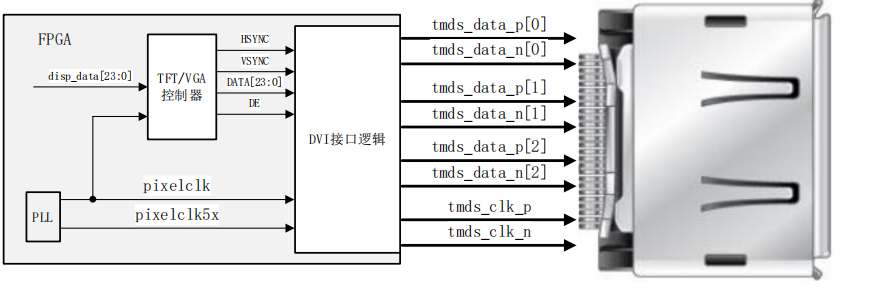 FPGA
disp_data[23:0]
TFT/VGA
控制器
HSYNC
VSYNC
DATA[23:0]
DE
DVI接口逻辑
PLL
pixelclk
pixelclk5x
tmds_data_p[0]
tmds_data_n[0]
tmds_data_p[1]
tmds_data_n[1]
tmds_data_p[2]
tmds_data_n[2]
tmds_clk_p
tmds_clk_n